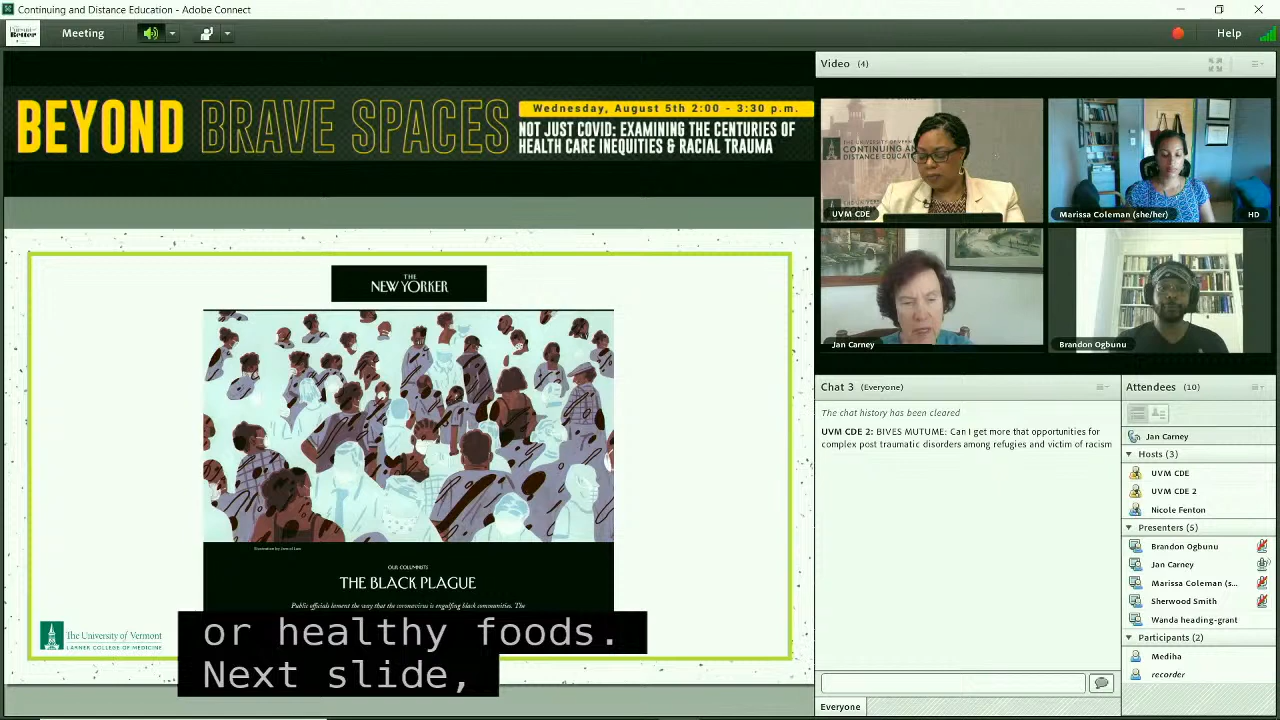 Continuing and Distance Education - Adobe Connect
Meeting
Help
BEYOND BRAVE SPACES
Wednesday, August 5th 2:00 - 3:30 p.m.
NOT JUST COVID: EXAMINING THE CENTURIES OF
HEALTH CARE INEQUITIES & RACIAL TRAUMA
THE
NEW YORKER
OUR COLUMNISTS
THE BLACK PLAGUE
Public officials lament the way that the coronavirus is engulfing black communities. The
The University of Vermont
LARNER COLLEGE OF MEDICINE
or healthy foods.
Next slide,
Video (4)
CONTINUING AN
DISTANCE EDUCAT
UVM CDE
Marissa Coleman (she/her)
HD
Jan Carney
Brandon Ogbunu
Chat 3 (Everyone)
The chat history has been cleared
UVM CDE 2: BIVES MUTUME: Can I get more that opportunities for
complex post traumatic disorders among refugies and victim of racism
Everyone
Attendees (10)
Jan Carney
Hosts (3)
UVM CDE
UVM CDE 2
Nicole Fenton
Presenters (5)
Brandon Ogbunu
Jan Carney
Marissa Coleman (s...
Sherwood Smith
Wanda heading-grant
Participants (2)
Mediha
recorder